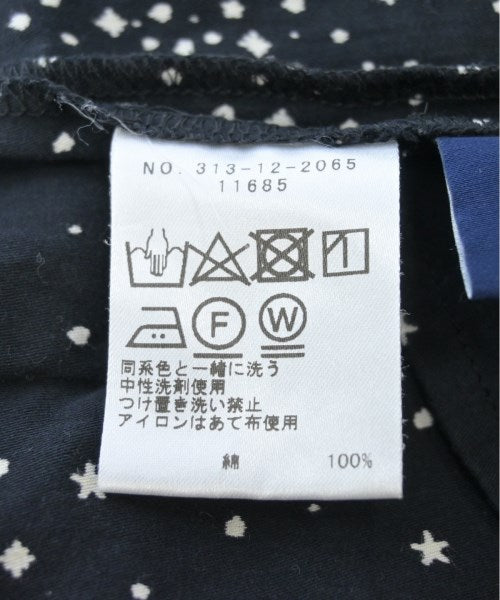 NO. 313-12-2065
11685
F W
同系色と一緒に洗う
中性洗剤使用
つけ置き洗い禁止
アイロンはあて布使用
綿 100%